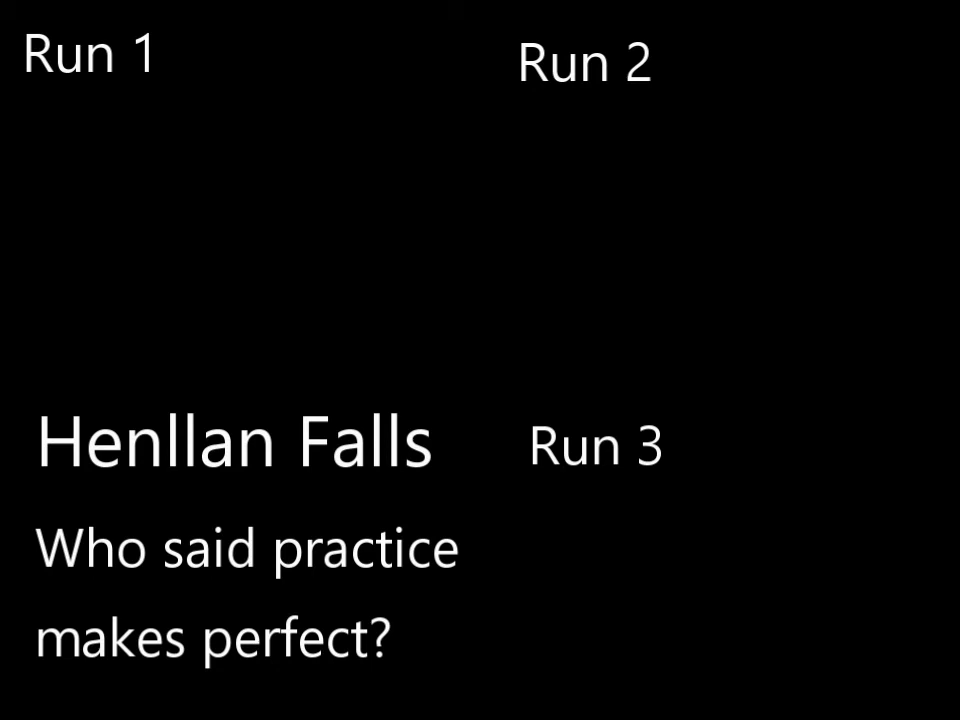 Run 1
Run 2
Henllan Falls
Run 3
Who said practice
makes perfect?